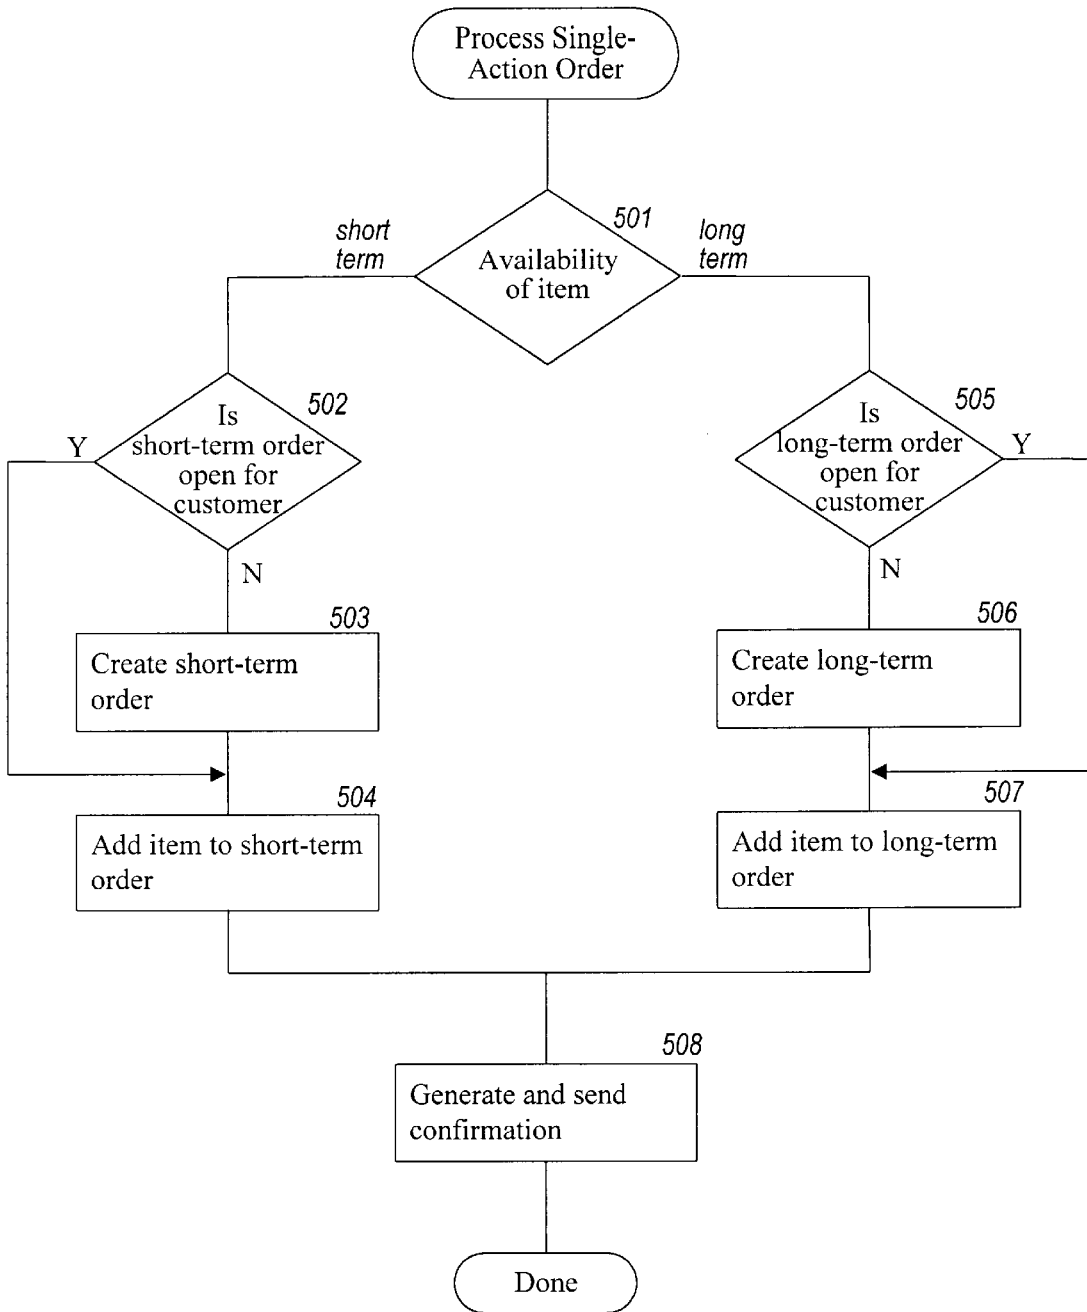 Process Single-
Action Order
501
short
term
long
term
Availability
of item
502
Is
short-term order
open for
customer
Y
N
505
Is
long-term order
open for
customer
Y
N
503
Create short-term
order
506
Create long-term
order
504
Add item to short-term
order
507
Add item to long-term
order
508
Generate and send
confirmation
Done